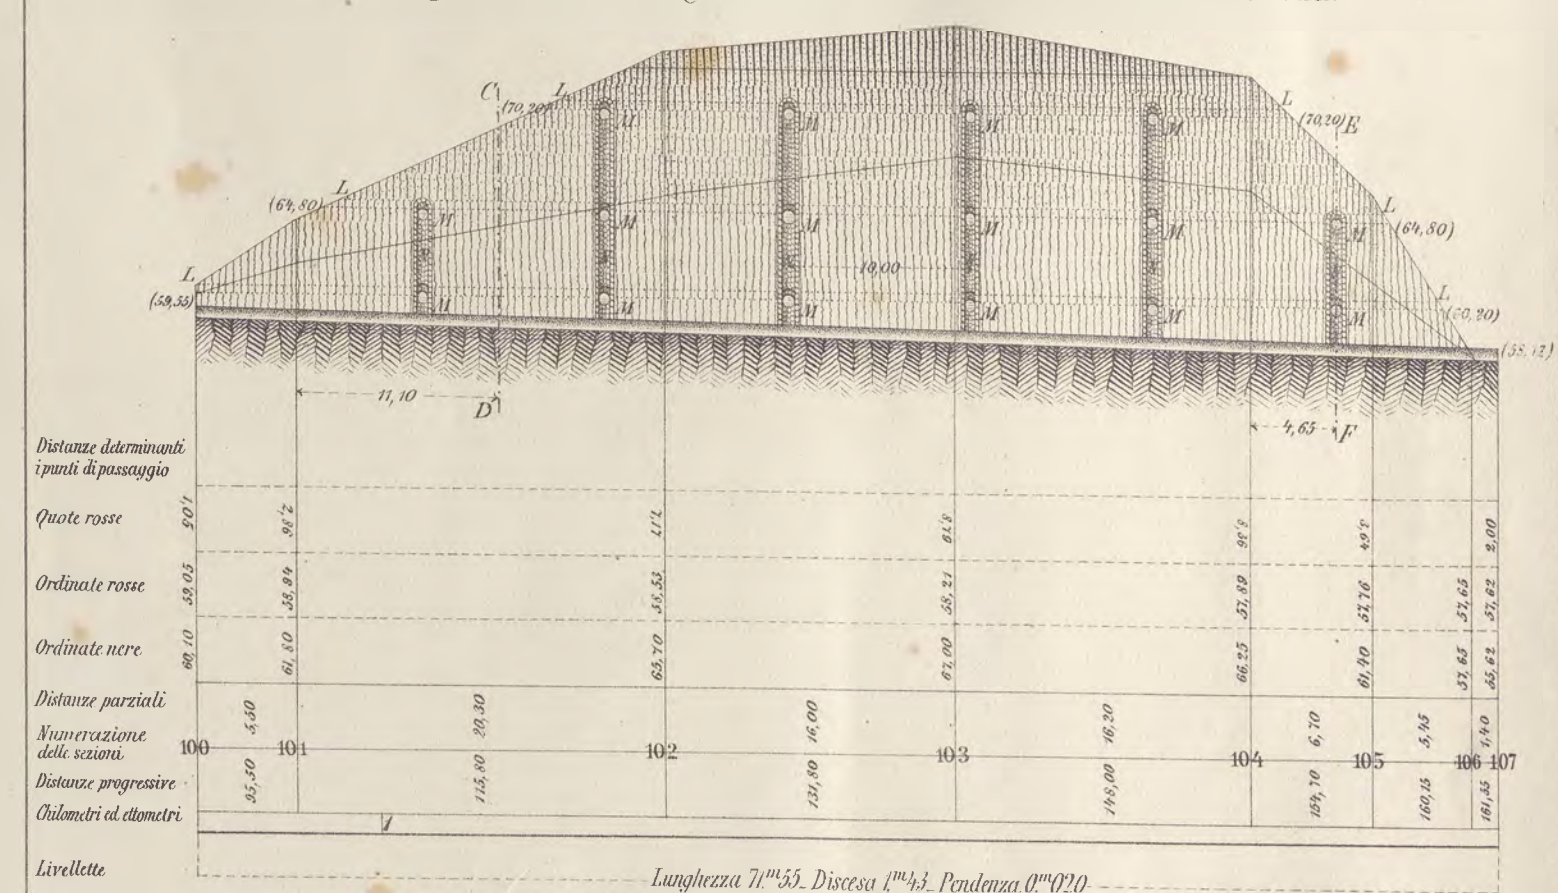 C
L
(70,20)
L
(70,20)
E
M M M M
L
(64,80)
L
(64,80)
M M M M M M
L
(59,55)
10,00
L
(60,20)
M M M M M M
(58,12)
11,10
D
4,65
F
Distanze determinanti
i punti di passaggio
Quote rosse 1,05 2,86 7,17 8,79 8,36 3,64 2,00
Ordinate rosse 59,05 58,94 58,53 58,21 57,89 57,76 57,65 57,62
Ordinate nere 60,10 61,80 65,70 67,00 66,25 61,40 57,65 55,62
Distanze parziali 5,50 20,30 16,00 16,20 6,70 5,45 1,40
Numerazione
delle sezioni 100 101 102 103 104 105 106 107
Distanze progressive 95,50 115,80 131,80 148,00 154,70 160,15 161,55
Chilometri ed ettometri 1
Livellette Lunghezza 71,m55_ Discesa 1,m43_ Pendenza 0,m020